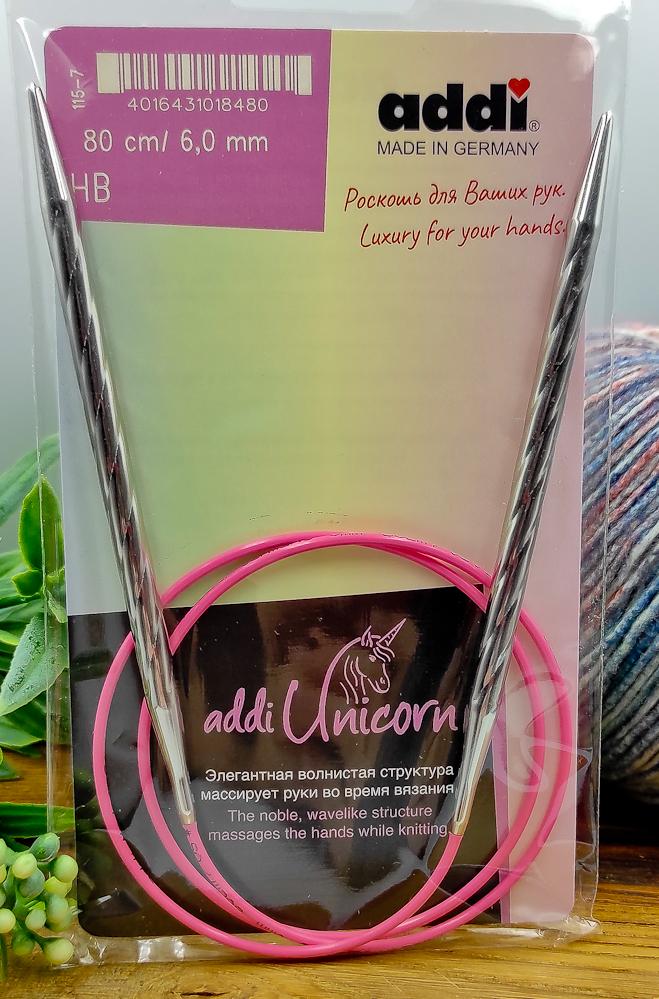 115-7
4016431018480
80 cm/ 6,0 mm
HB
addi®
MADE IN GERMANY
Роскошь для Ваших рук.
Luxury for your hands.
addi Unicorn
Элегантная волнистая структура
массирует руки во время вязания
The noble, wavelike structure
massages the hands while knitting